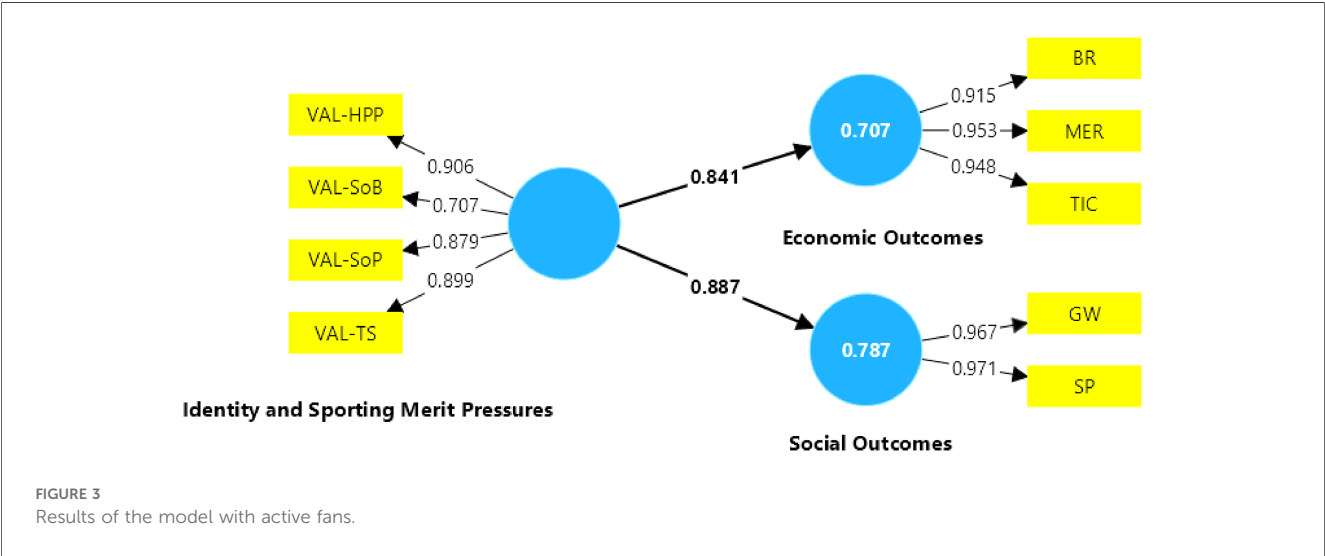 VAL-HPP
VAL-SoB
VAL-SoP
VAL-TS
0.906
0.707
0.879
0.899
Identity and Sporting Merit Pressures
0.841
0.887
0.707
Economic Outcomes
0.915
0.953
0.948
BR
MER
TIC
0.787
Social Outcomes
0.967
0.971
GW
SP
FIGURE 3
Results of the model with active fans.